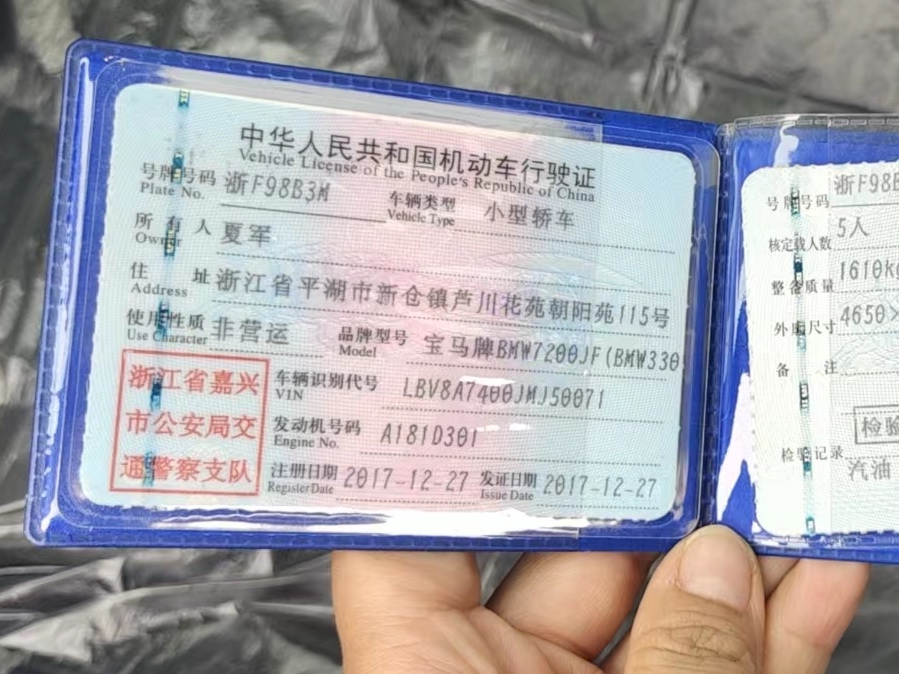 中华人民共和国机动车行驶证
Vehicle License of the People's Republic of China
号牌号码 浙F98B3M 车辆类型 小型轿车
Plate No. Vehicle Type
所有人 夏军
Owner
住址 浙江省平湖市新仓镇芦川花苑朝阳苑115号
Address
使用性质 非营运 品牌型号 宝马牌BMW7200JF(BMW330
Use Character Model
浙江省嘉兴
市公安局交
通警察支队
车辆识别代号 LBV8A7400JMJ50071
VIN
发动机号码 A181D301
Engine No.
注册日期 2017-12-27 发证日期 2017-12-27
Register Date Issue Date
号牌号码 浙F98B
核定载人数 5人
整备质量 1610kg
外廓尺寸 4650×
备注
检验
检验记录
汽油